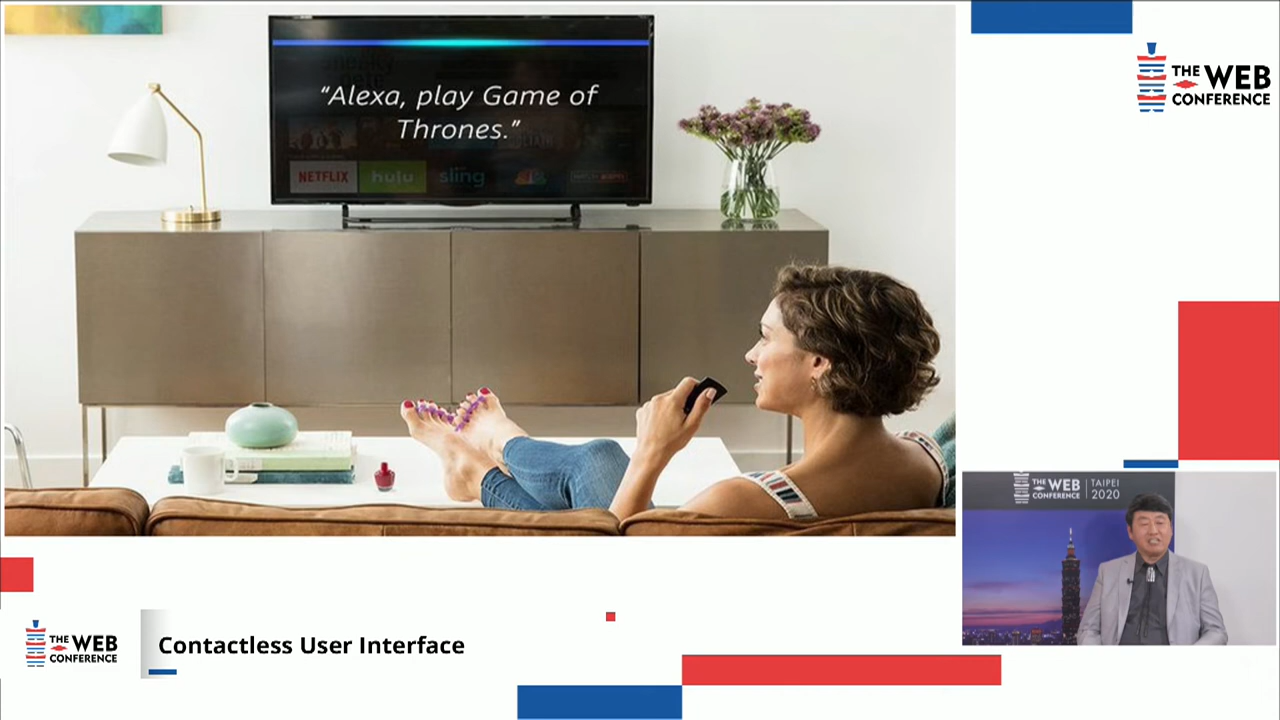 “Alexa, play Game of
Thrones.”
NETFLIX
hulu
sling
THE WEB
CONFERENCE
THE WEB
CONFERENCE
TAIPEI
2020
THE WEB
CONFERENCE
Contactless User Interface